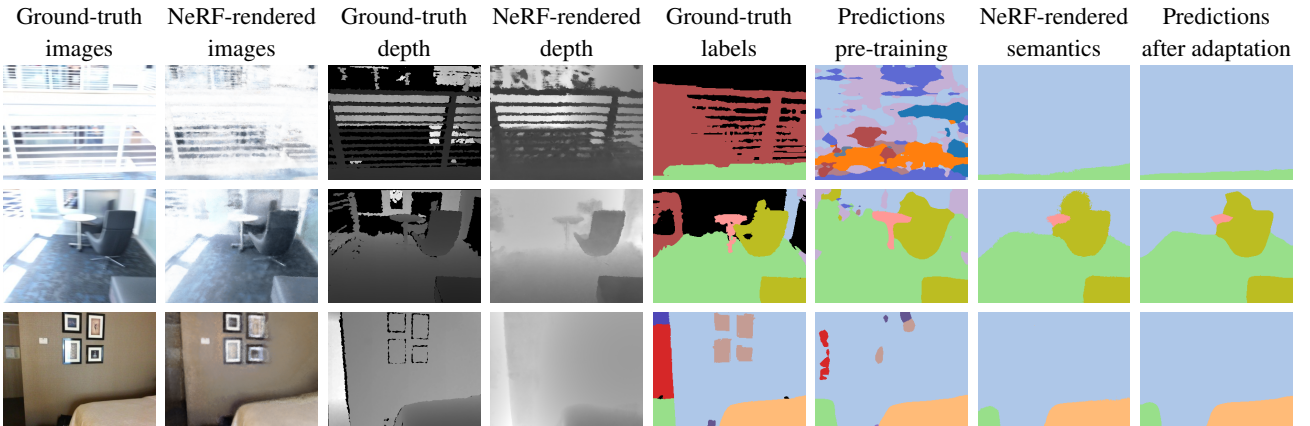 Ground-truth images
NeRF-rendered images
Ground-truth depth
NeRF-rendered depth
Ground-truth labels
Predictions pre-training
NeRF-rendered semantics
Predictions after adaptation